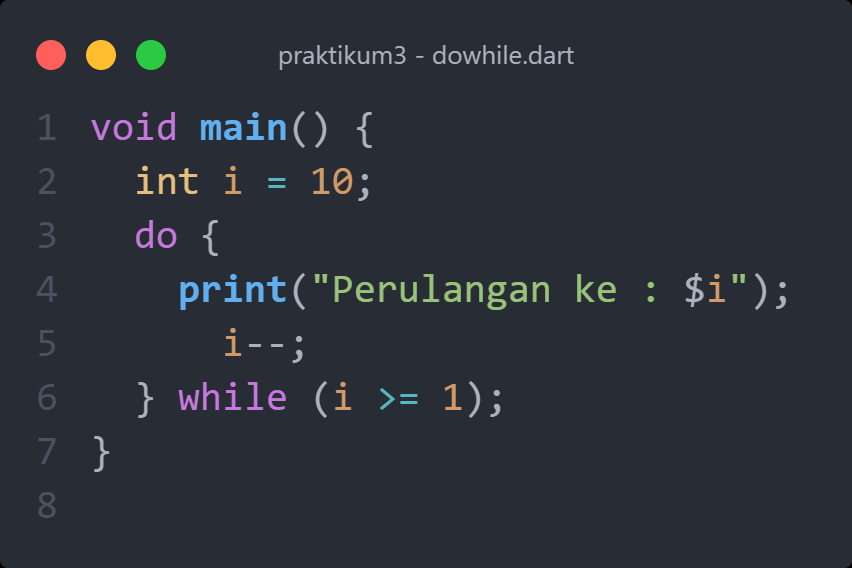 praktikum3 - dowhile.dart
1 void main() {
2   int i = 10;
3   do {
4     print("Perulangan ke : $i");
5       i--;
6   } while (i >= 1);
7 }
8